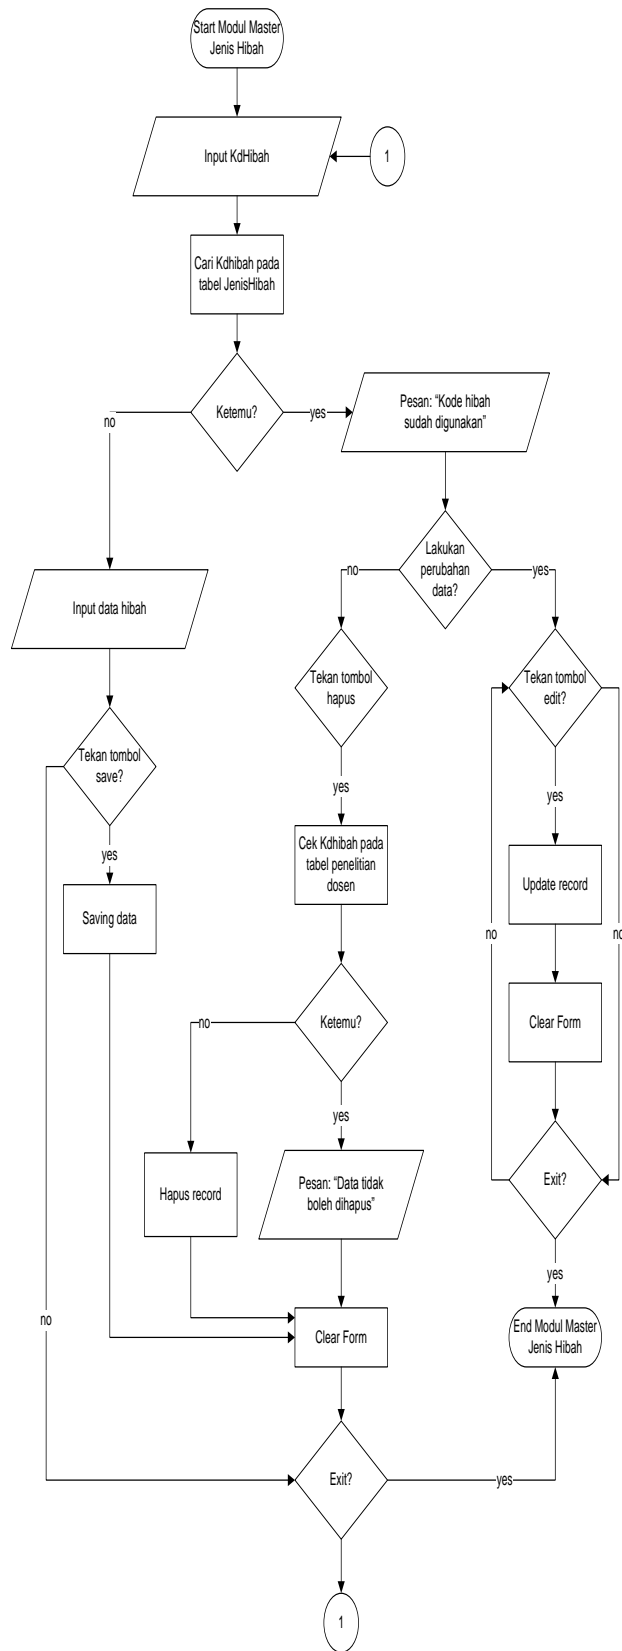 Start Modul Master
Jenis Hibah
Input KdHibah
1
Cari Kdhibah pada
tabel JenisHibah
Ketemu?
no
yes
Pesan: “Kode hibah
sudah digunakan”
Lakukan
perubahan
data?
no
yes
Input data hibah
Tekan tombol
hapus
Tekan tombol
edit?
Tekan tombol
save?
yes
yes
yes
Cek Kdhibah pada
tabel penelitian
dosen
Update record
Saving data
no
no
Ketemu?
no
Clear Form
yes
Hapus record
Pesan: “Data tidak
boleh dihapus”
Exit?
yes
no
Clear Form
End Modul Master
Jenis Hibah
Exit?
yes
1